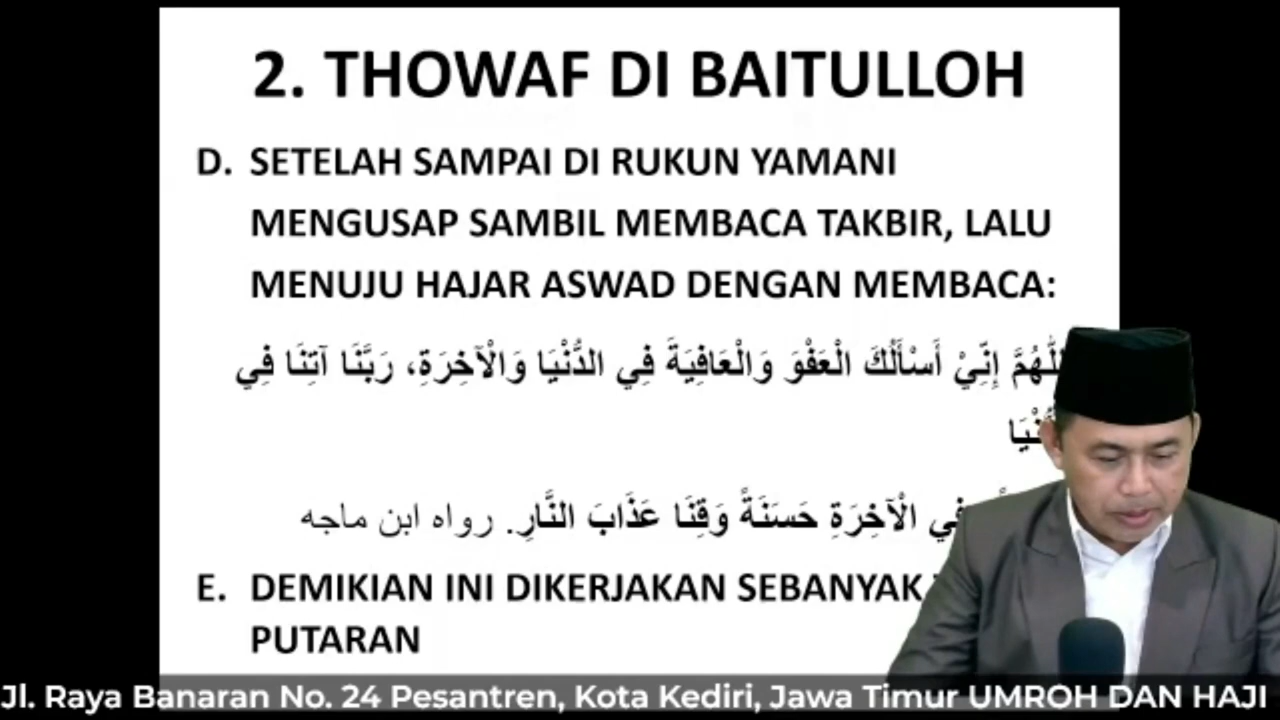 2. THOWAF DI BAITULLOH
D. SETELAH SAMPAI DI RUKUN YAMANI
MENGUSAP SAMBIL MEMBACA TAKBIR, LALU
MENUJU HAJAR ASWAD DENGAN MEMBACA:
إِنِّيْ أَسْأَلُكَ الْعَفْوَ وَالْعَافِيَةَ فِي الدُّنْيَا وَالْآخِرَةِ، رَبَّنَا آتِنَا فِي
فِي الْآخِرَةِ حَسَنَةً وَقِنَا عَذَابَ النَّارِ. رواه ابن ماجه
E. DEMIKIAN INI DIKERJAKAN SEBANYAK
PUTARAN
Jl. Raya Banaran No. 24 Pesantren, Kota Kediri, Jawa Timur UMROH DAN HAJI